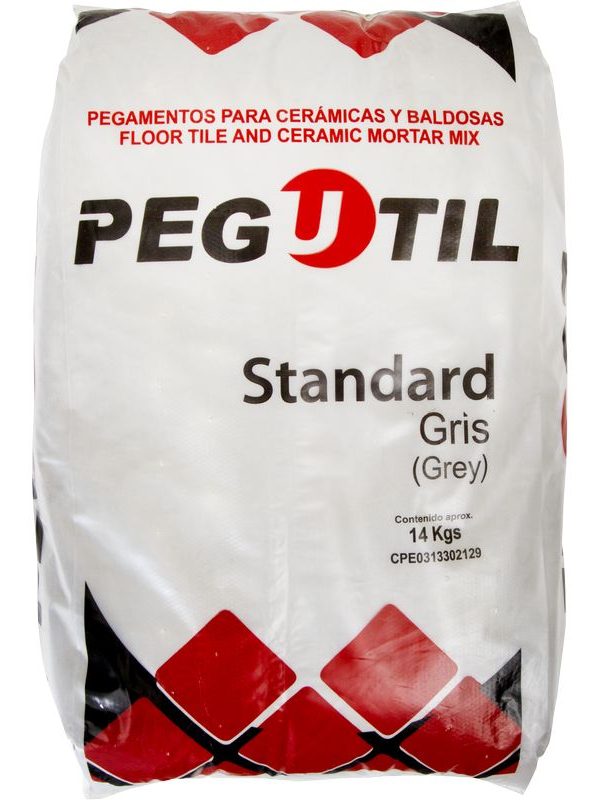 PEGAMENTOS PARA CERÁMICAS Y BALDOSAS
FLOOR TILE AND CERAMIC MORTAR MIX
PEGUTIL
Standard
Gris
(Grey)
Contenido aprox.
14 Kgs
CPE0313302129